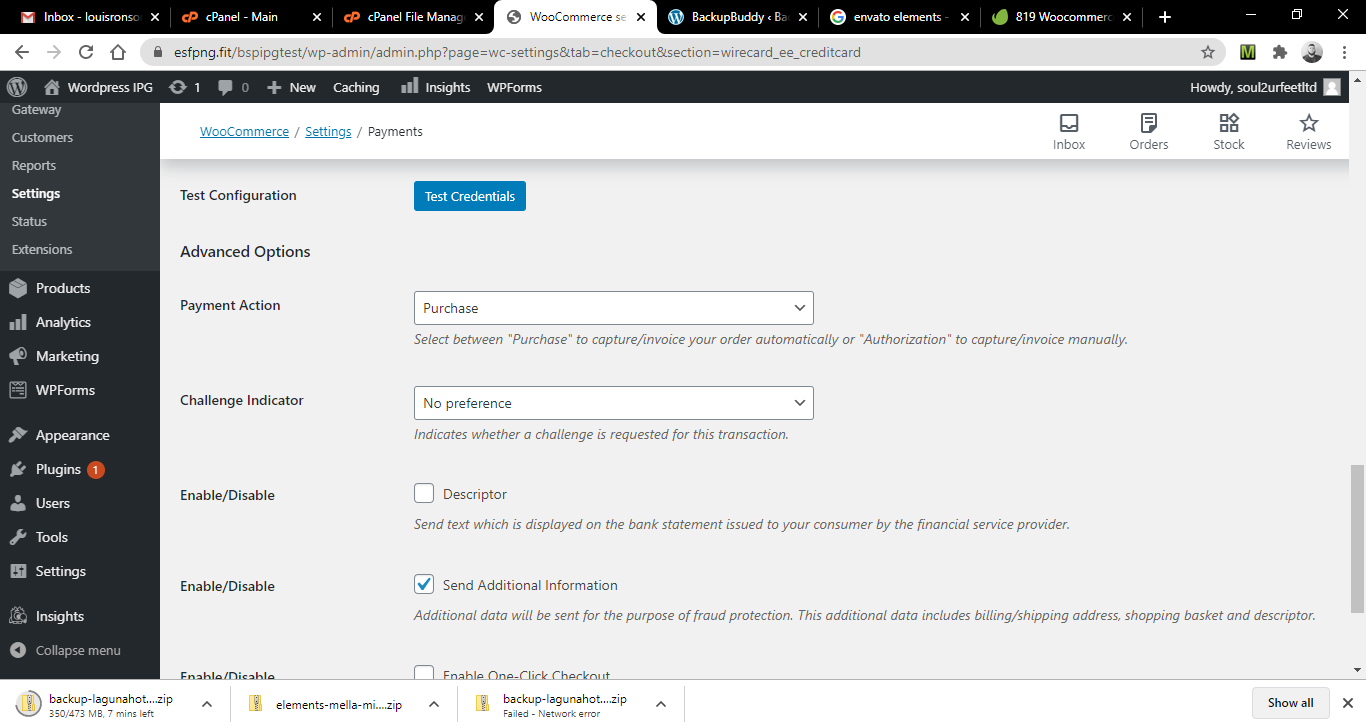 Inbox - louisronso
cPanel - Main
cPanel File Manag
WooCommerce se
BackupBuddy ‹ Ba
envato elements -
819 Woocommerc
esfpng.fit/bspipgtest/wp-admin/admin.php?page=wc-settings&tab=checkout&section=wirecard_ee_creditcard
Wordpress IPG
1
0
New
Caching
Insights
WPForms
Howdy, soul2urfeetltd
Gateway
Customers
Reports
Settings
Status
Extensions
Products
Analytics
Marketing
WPForms
Appearance
Plugins 1
Users
Tools
Settings
Insights
Collapse menu
WooCommerce / Settings / Payments
Inbox
Orders
Stock
Reviews
Test Configuration
Test Credentials
Advanced Options
Payment Action
Purchase
Select between "Purchase" to capture/invoice your order automatically or "Authorization" to capture/invoice manually.
Challenge Indicator
No preference
Indicates whether a challenge is requested for this transaction.
Enable/Disable
Descriptor
Send text which is displayed on the bank statement issued to your consumer by the financial service provider.
Enable/Disable
Send Additional Information
Additional data will be sent for the purpose of fraud protection. This additional data includes billing/shipping address, shopping basket and descriptor.
Enable/Disable
Enable One-Click Checkout
backup-lagunahot....zip
350/473 MB, 7 mins left
elements-mella-mi....zip
backup-lagunahot....zip
Failed - Network error
Show all